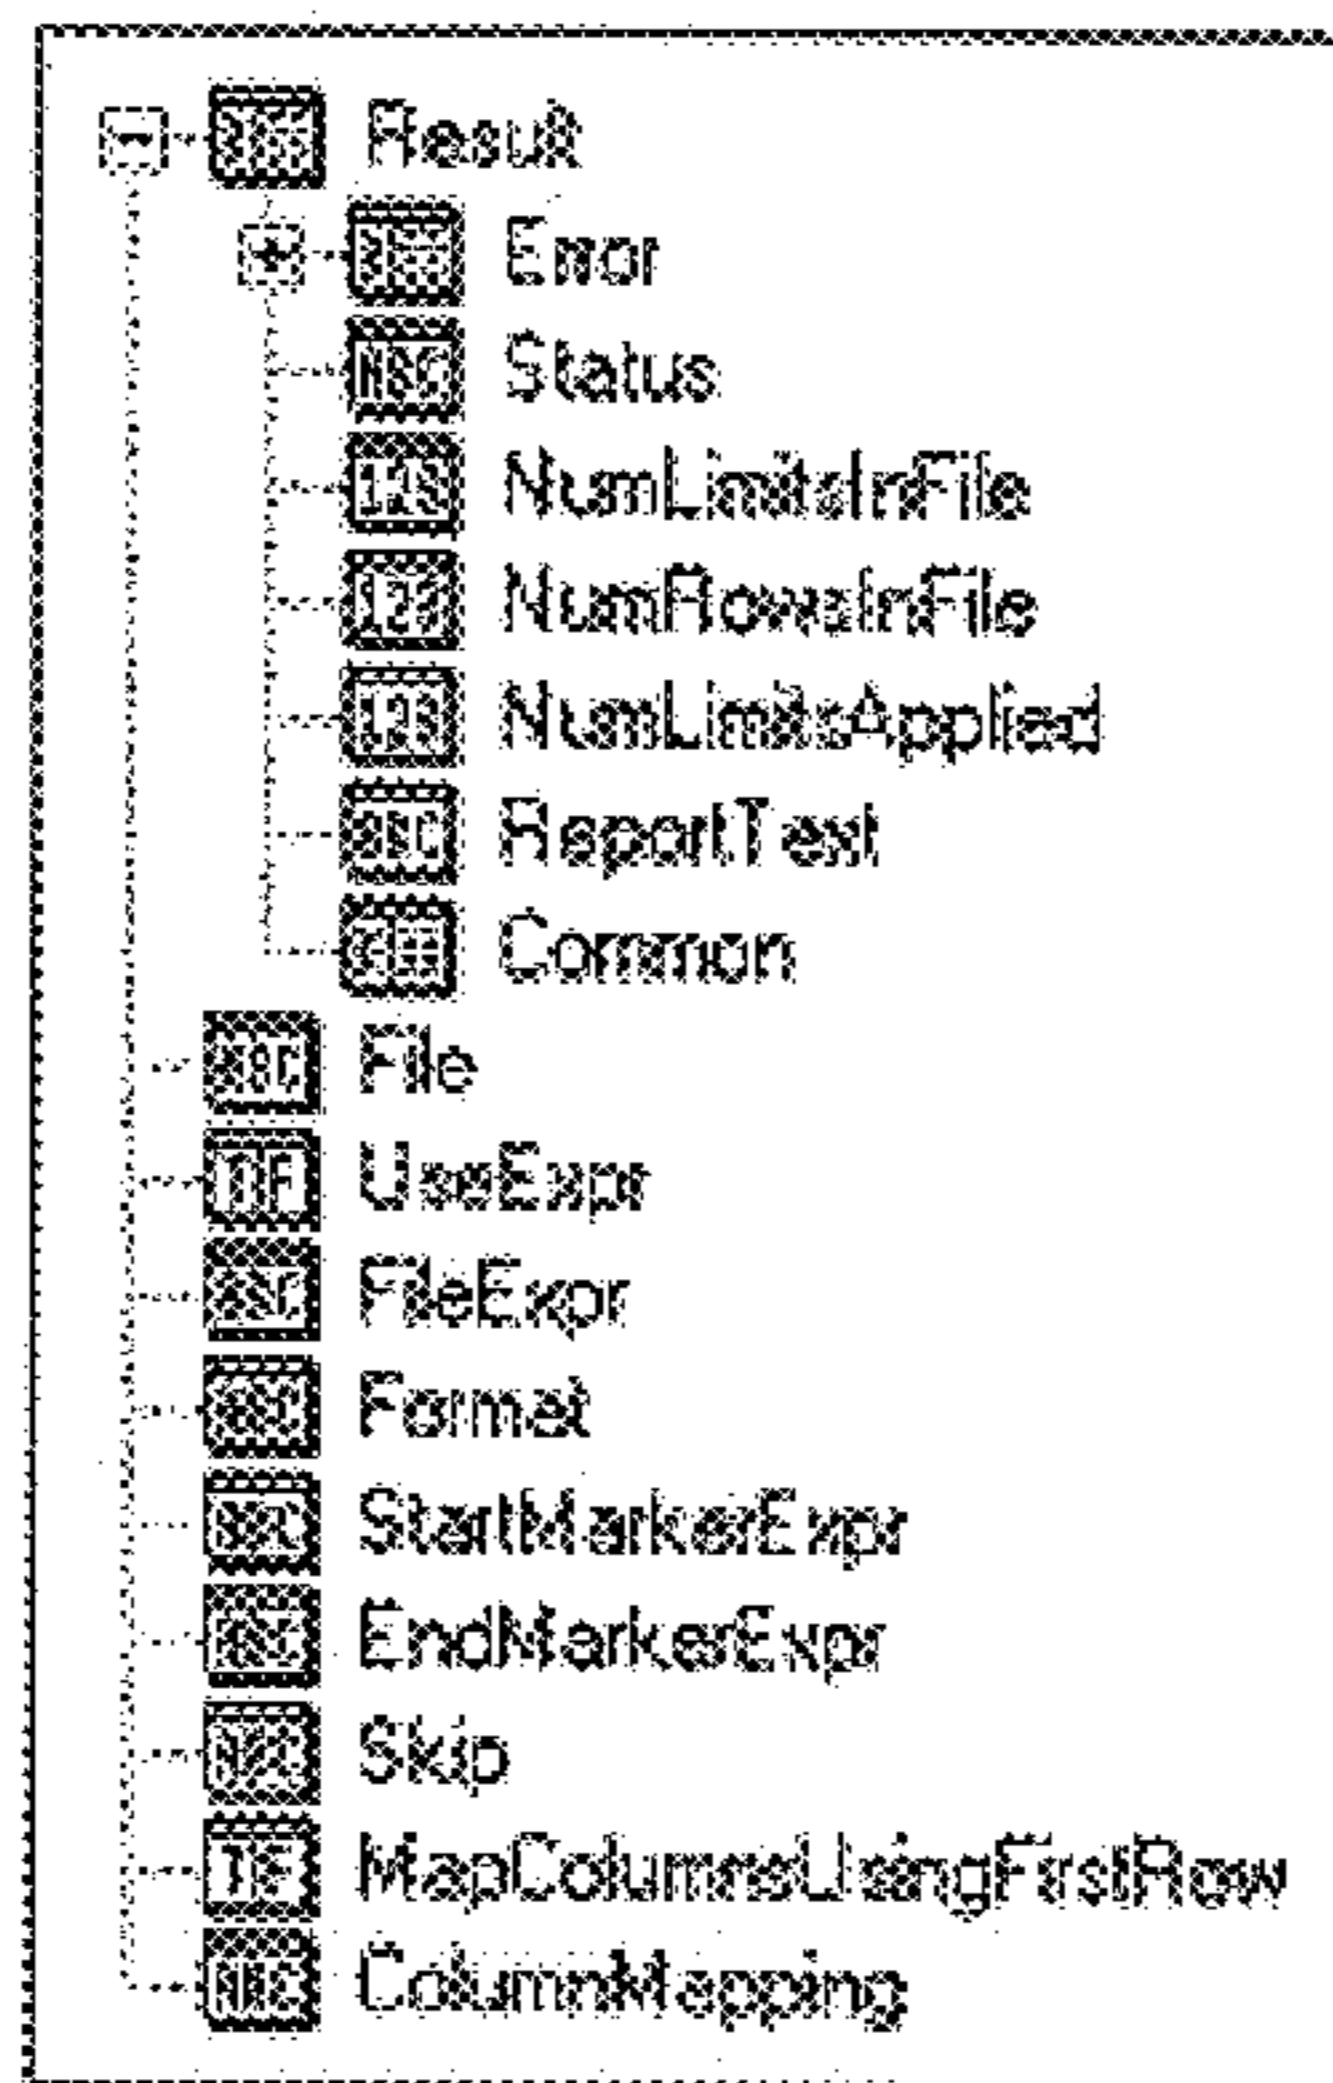 Result
Error
Status
NumLimitsInFile
NumRowsInFile
NumLimitsApplied
ReportText
Common
File
UseExpr
FileExpr
Format
StartMarkerExpr
EndMarkerExpr
Skip
MapColumnsUsingFirstRow
ColumnMapping